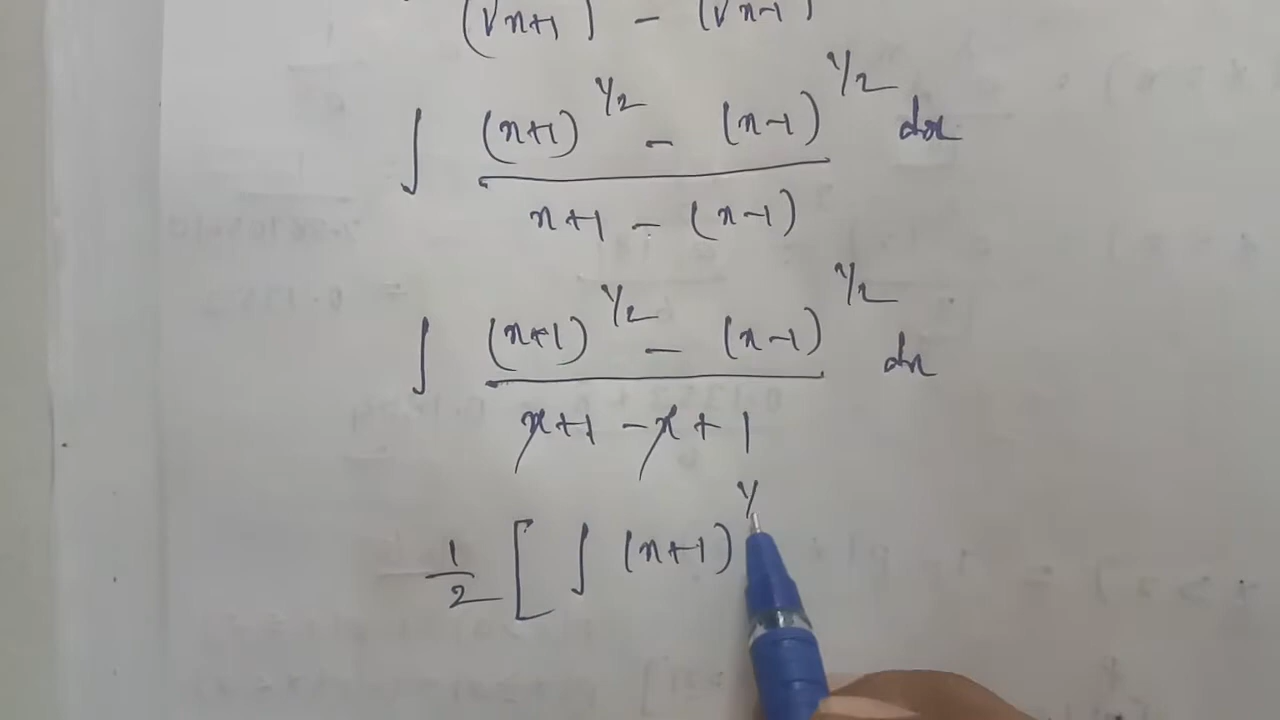 (√x+1) - (√x-1)
∫ (x+1)^1/2 - (x-1)^1/2 dx
x+1 - (x-1)
∫ (x+1)^1/2 - (x-1)^1/2 dx
x+1 -x+1
1/2 [ ∫ (x+1)